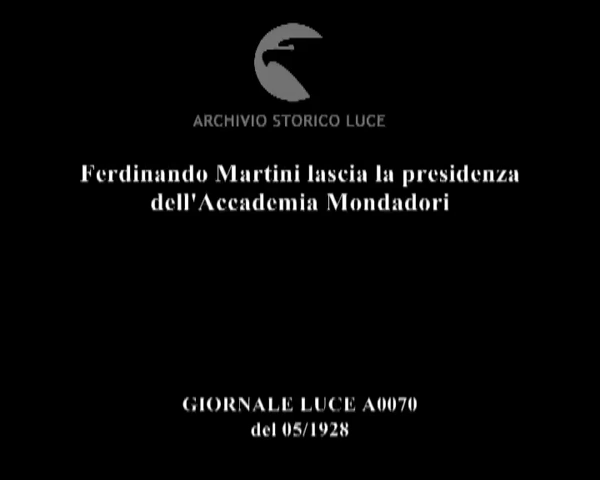 ARCHIVIO STORICO LUCE
Ferdinando Martini lascia la presidenza
dell'Accademia Mondadori
GIORNALE LUCE A0070
del 05/1928